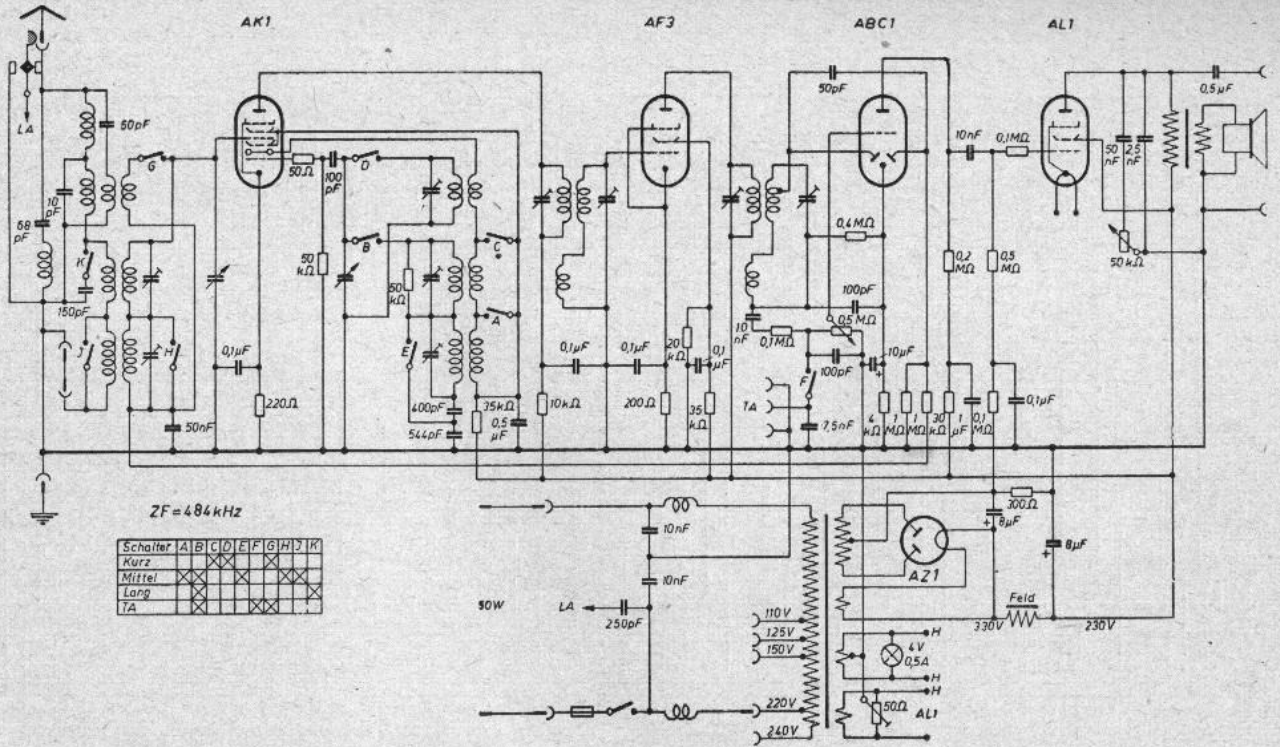 AK1
AF3
ABC1
AL1
LA
60pF
10 pF
68 pF
K
150pF
J
H
G
50nF
0,1µF
220Ω
50Ω
100 pF
50 kΩ
D
B
50 kΩ
E
C
A
400pF
544pF
35kΩ
0,5 µF
10kΩ
0,1µF
0,1µF
200Ω
20 kΩ
0,1 µF
35 kΩ
50pF
0,4MΩ
100pF
10 nF
0,1MΩ
0,5MΩ
100pF
10µF
F
TA
7,5nF
4 kΩ
1 MΩ
1 MΩ
30 kΩ
1 µF
0,1 MΩ
0,1µF
0,2 MΩ
0,5 MΩ
10nF
0,1MΩ
50 nF
2,5 nF
50kΩ
0,5µF
ZF=484kHz
Schalter A B C D E F G H J K
Kurz
Mittel
Lang
TA
50W
LA
250pF
10nF
10nF
110V
125V
150V
220V
240V
AZ1
300Ω
8µF
8µF
Feld
330V
230V
H
4V
0,5A
H
H
50Ω
AL1